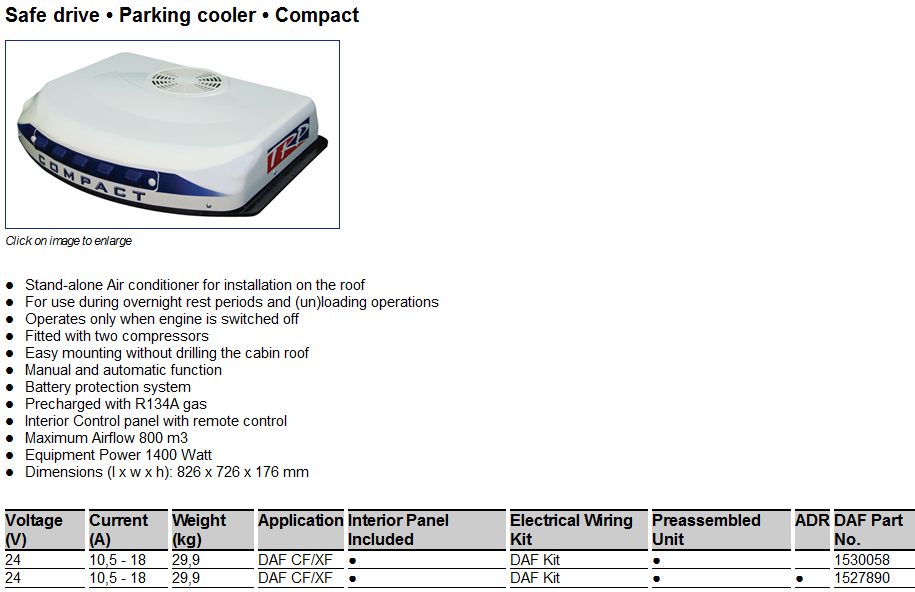 Safe drive • Parking cooler • Compact
TRP
COMPACT
Click on image to enlarge
● Stand-alone Air conditioner for installation on the roof
● For use during overnight rest periods and (un)loading operations
● Operates only when engine is switched off
● Fitted with two compressors
● Easy mounting without drilling the cabin roof
● Manual and automatic function
● Battery protection system
● Precharged with R134A gas
● Interior Control panel with remote control
● Maximum Airflow 800 m3
● Equipment Power 1400 Watt
● Dimensions (l x w x h): 826 x 726 x 176 mm
Voltage Current Weight Application Interior Panel Electrical Wiring Preassembled ADR DAF Part
(V) (A) (kg) Included Kit Unit No.
24 10,5 - 18 29,9 DAF CF/XF ● DAF Kit ● 1530058
24 10,5 - 18 29,9 DAF CF/XF ● DAF Kit ● ● 1527890